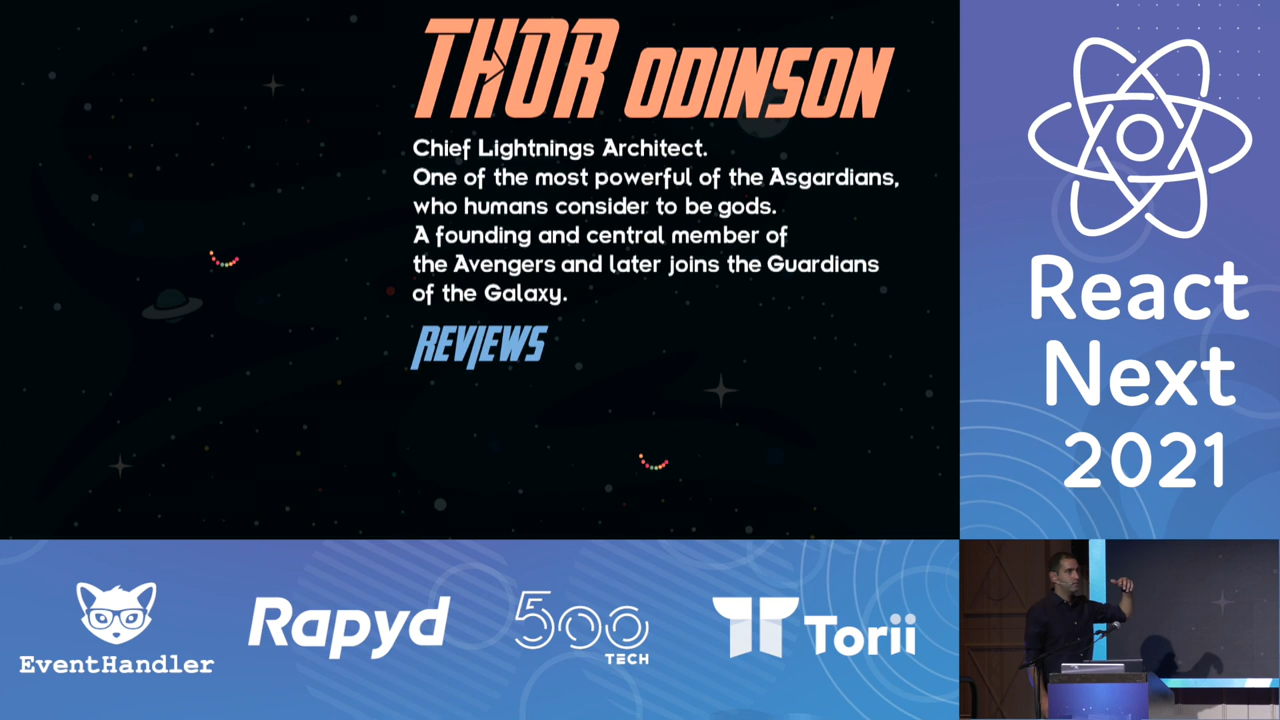 THOR ODINSON
Chief Lightnings Architect.
One of the most powerful of the Asgardians,
who humans consider to be gods.
A founding and central member of
the Avengers and later joins the Guardians
of the Galaxy.
REVIEWS
React
Next
2021
EventHandler
Rapyd
500
TECH
Torii